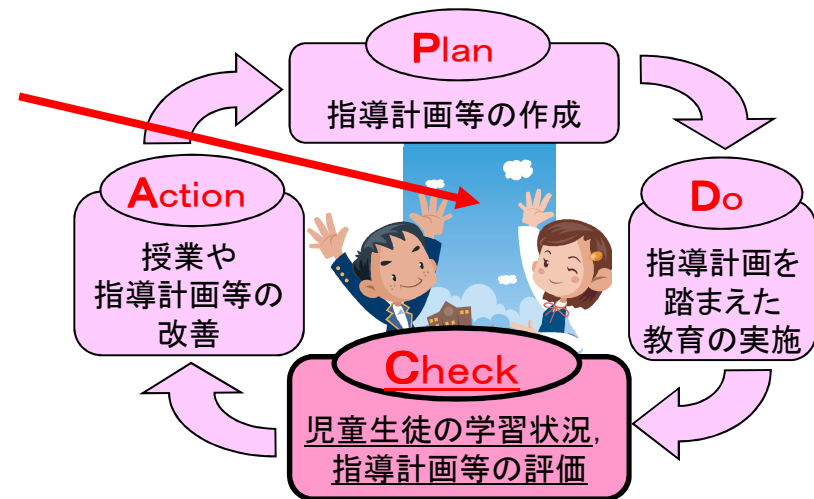 Plan
指導計画等の作成
Do
指導計画を
踏まえた
教育の実施
Check
児童生徒の学習状況,
指導計画等の評価
Action
授業や
指導計画等の
改善